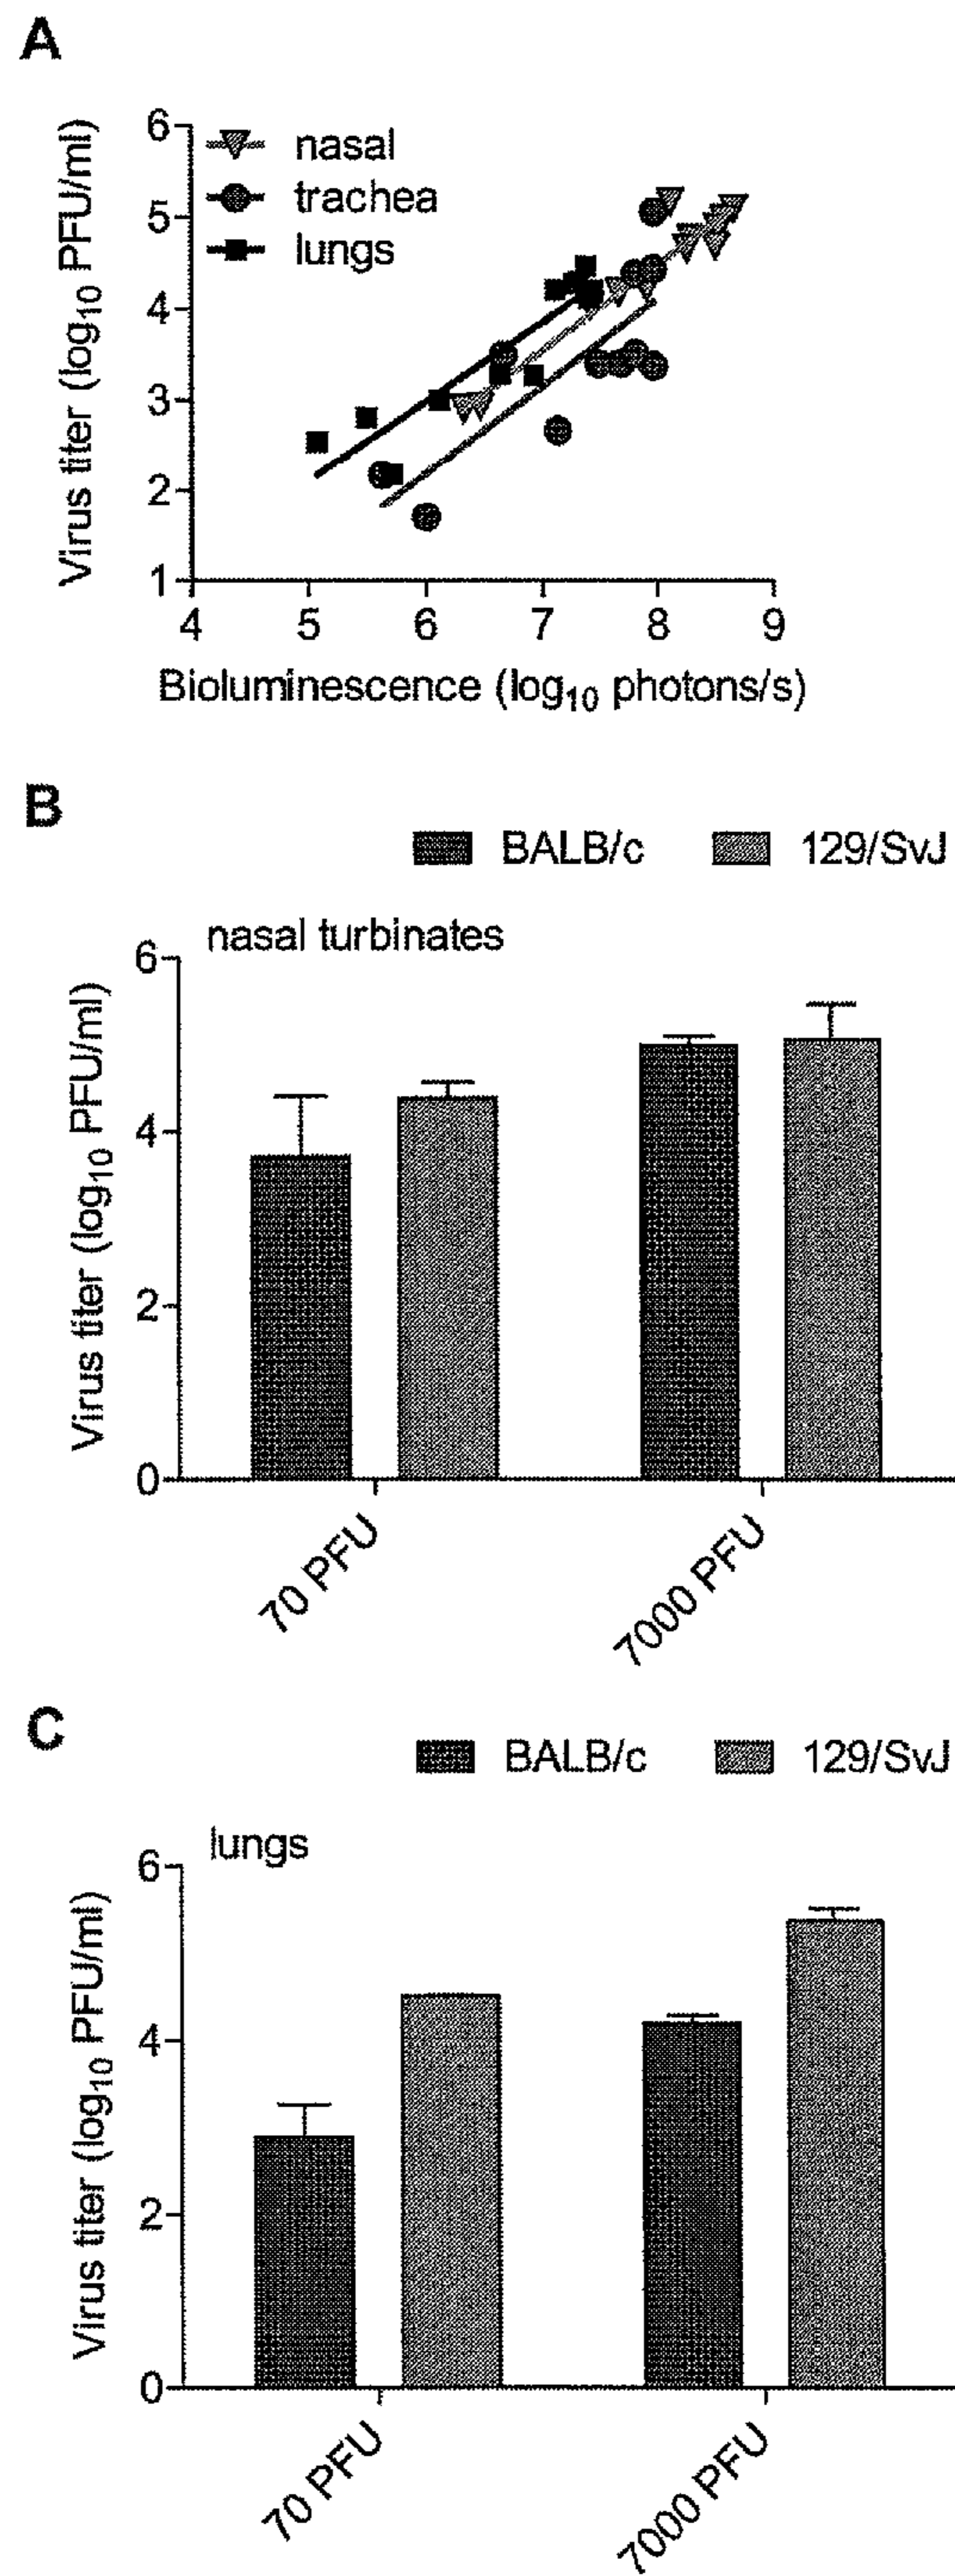 A
Virus titer (log10 PFU/ml)
6
5
4
3
2
1
nasal
trachea
lungs
4 5 6 7 8 9
Bioluminescence (log10 photons/s)
B
BALB/c 129/SvJ
nasal turbinates
Virus titer (log10 PFU/ml)
6
4
2
0
70 PFU 7000 PFU
C
BALB/c 129/SvJ
lungs
Virus titer (log10 PFU/ml)
6
4
2
0
70 PFU 7000 PFU